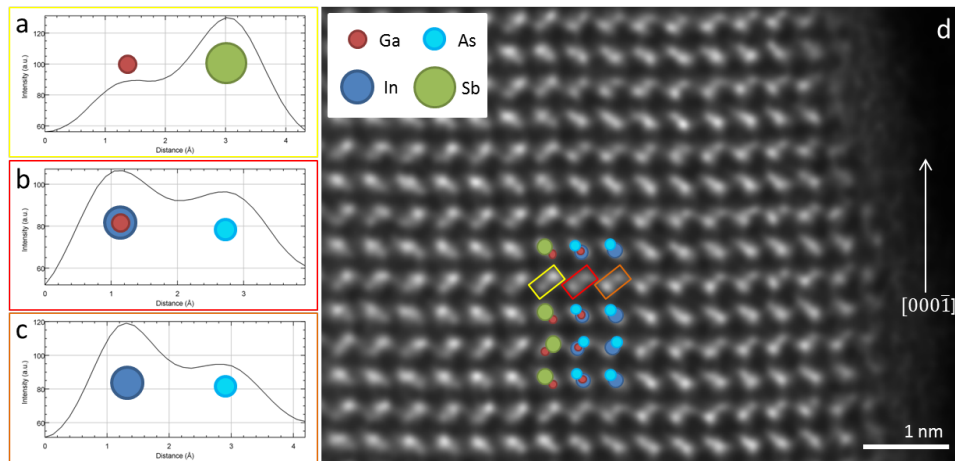 a
Intensity (a.u.)
120
100
80
60
0
1
2
3
4
Distance (Å)
b
Intensity (a.u.)
100
80
60
0
1
2
3
Distance (Å)
c
Intensity (a.u.)
120
100
80
60
0
1
2
3
4
Distance (Å)
Ga As
In Sb
d
[0001̄]
1 nm